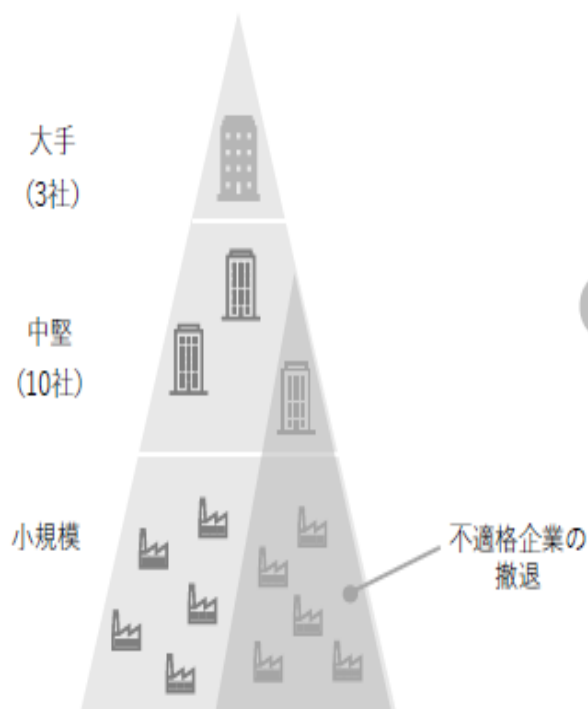 大手
(3社)
中堅
(10社)
小規模
不適格企業の
撤退